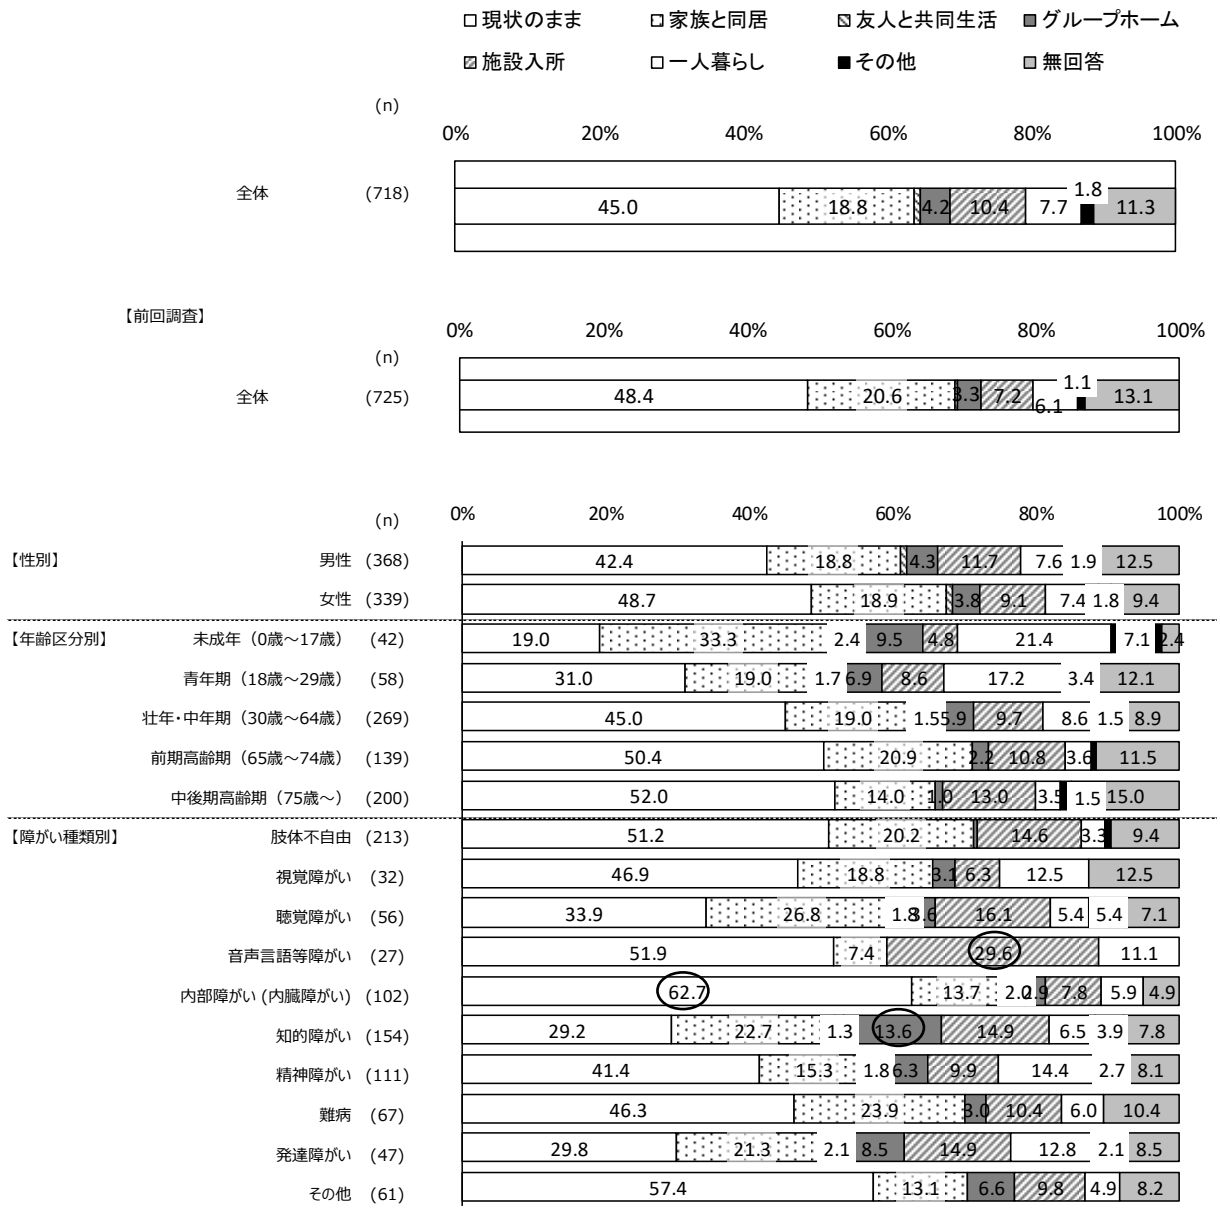 □現状のまま □家族と同居 □友人と共同生活 ■グループホーム
□施設入所 □一人暮らし ■その他 □無回答
(n)
0% 20% 40% 60% 80% 100%
全体 (718) 45.0 18.8 4.2 10.4 7.7 1.8 11.3
【前回調査】
0% 20% 40% 60% 80% 100%
(n)
全体 (725) 48.4 20.6 3.3 7.2 6.1 1.1 13.1
(n) 0% 20% 40% 60% 80% 100%
【性別】 男性 (368) 42.4 18.8 4.3 11.7 7.6 1.9 12.5
女性 (339) 48.7 18.9 3.8 9.1 7.4 1.8 9.4
【年齢区分別】 未成年（0歳～17歳） (42) 19.0 33.3 2.4 9.5 4.8 21.4 7.1 2.4
青年期（18歳～29歳） (58) 31.0 19.0 1.7 6.9 8.6 17.2 3.4 12.1
壮年・中年期（30歳～64歳） (269) 45.0 19.0 1.5 5.9 9.7 8.6 1.5 8.9
前期高齢期（65歳～74歳） (139) 50.4 20.9 2.2 10.8 3.6 11.5
中後期高齢期（75歳～） (200) 52.0 14.0 1.0 13.0 3.5 1.5 15.0
【障がい種類別】 肢体不自由 (213) 51.2 20.2 14.6 3.3 9.4
視覚障がい (32) 46.9 18.8 3.1 6.3 12.5 12.5
聴覚障がい (56) 33.9 26.8 1.8 3.6 16.1 5.4 5.4 7.1
音声言語等障がい (27) 51.9 7.4 29.6 11.1
内部障がい (内臓障がい) (102) 62.7 13.7 2.0 2.9 7.8 5.9 4.9
知的障がい (154) 29.2 22.7 1.3 13.6 14.9 6.5 3.9 7.8
精神障がい (111) 41.4 15.3 1.8 6.3 9.9 14.4 2.7 8.1
難病 (67) 46.3 23.9 3.0 10.4 6.0 10.4
発達障がい (47) 29.8 21.3 2.1 8.5 14.9 12.8 2.1 8.5
その他 (61) 57.4 13.1 6.6 9.8 4.9 8.2